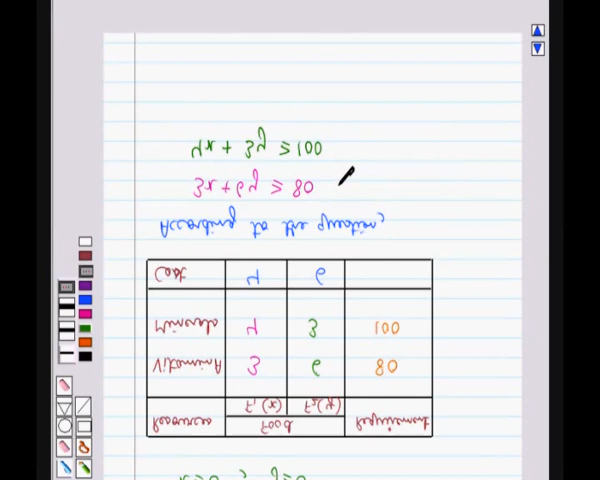 Resources Food Requirement
F₁(x) F₂(y)
Vitamin A 3 6 80
Minerals 4 3 100
Cost 4 6
According to the question,
3x + 6y ≥ 80
4x + 3y ≥ 100